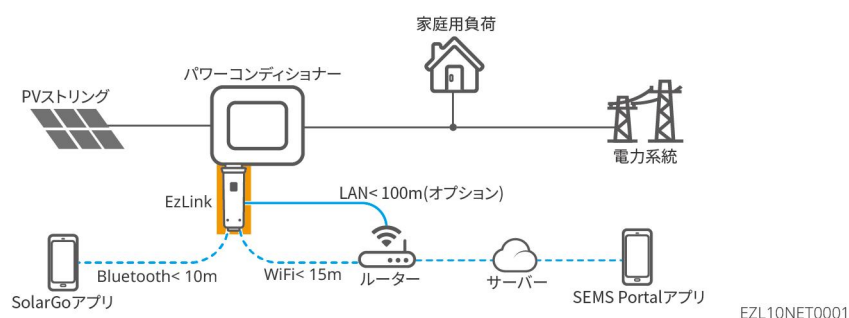 家庭用負荷
パワーコンディショナー
PVストリング
電力系統
EzLink
LAN< 100m(オプション)
Bluetooth< 10m
WiFi< 15m
ルーター
サーバー
SolarGoアプリ
SEMS Portalアプリ
EZL10NET0001